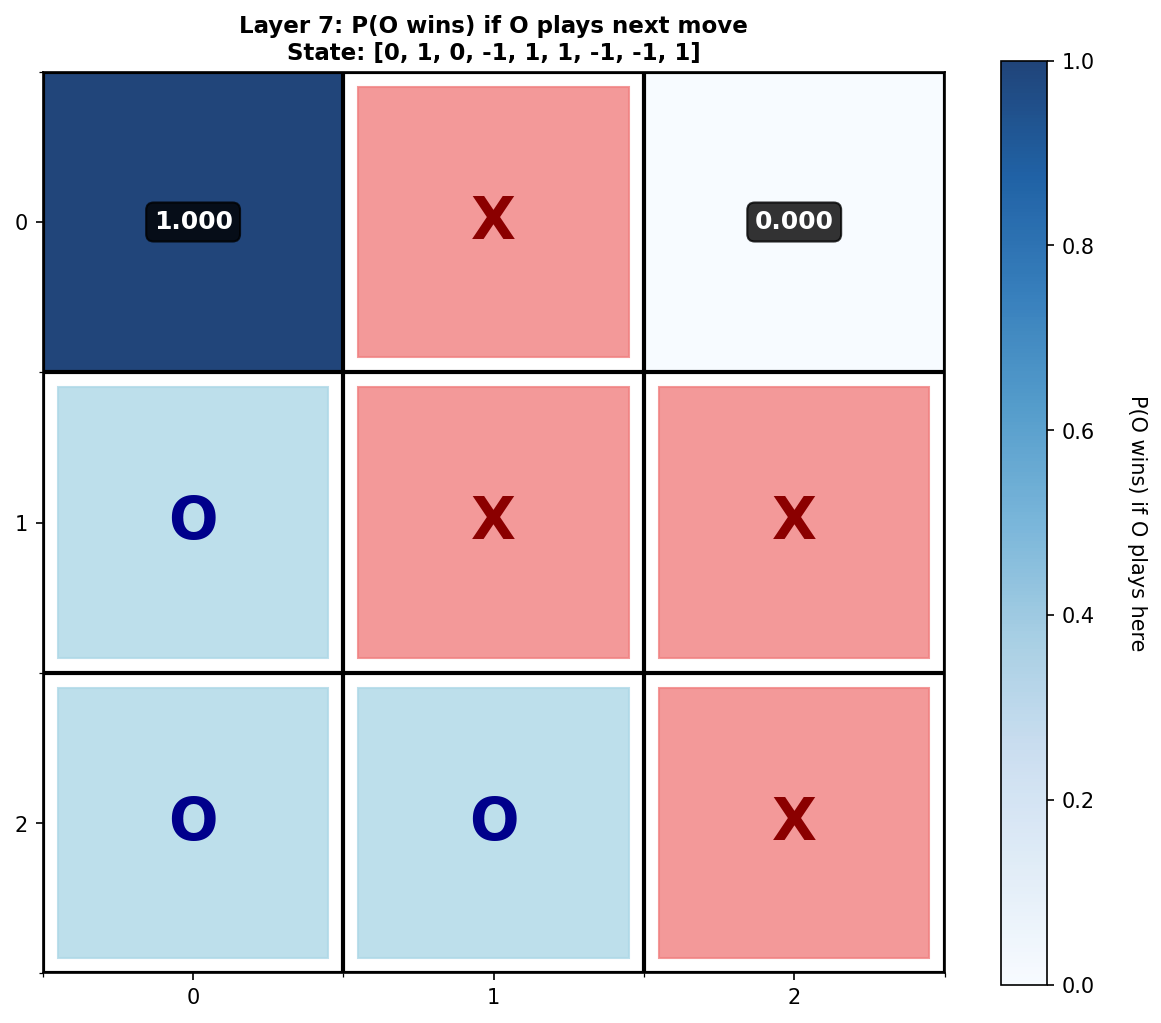 Layer 7: P(O wins) if O plays next move
State: [0, 1, 0, -1, 1, 1, -1, -1, 1]
1.000 X 0.000
O X X
O O X
0
1
2
0 1 2
1.0
0.8
0.6
0.4
0.2
0.0
P(O wins) if O plays here